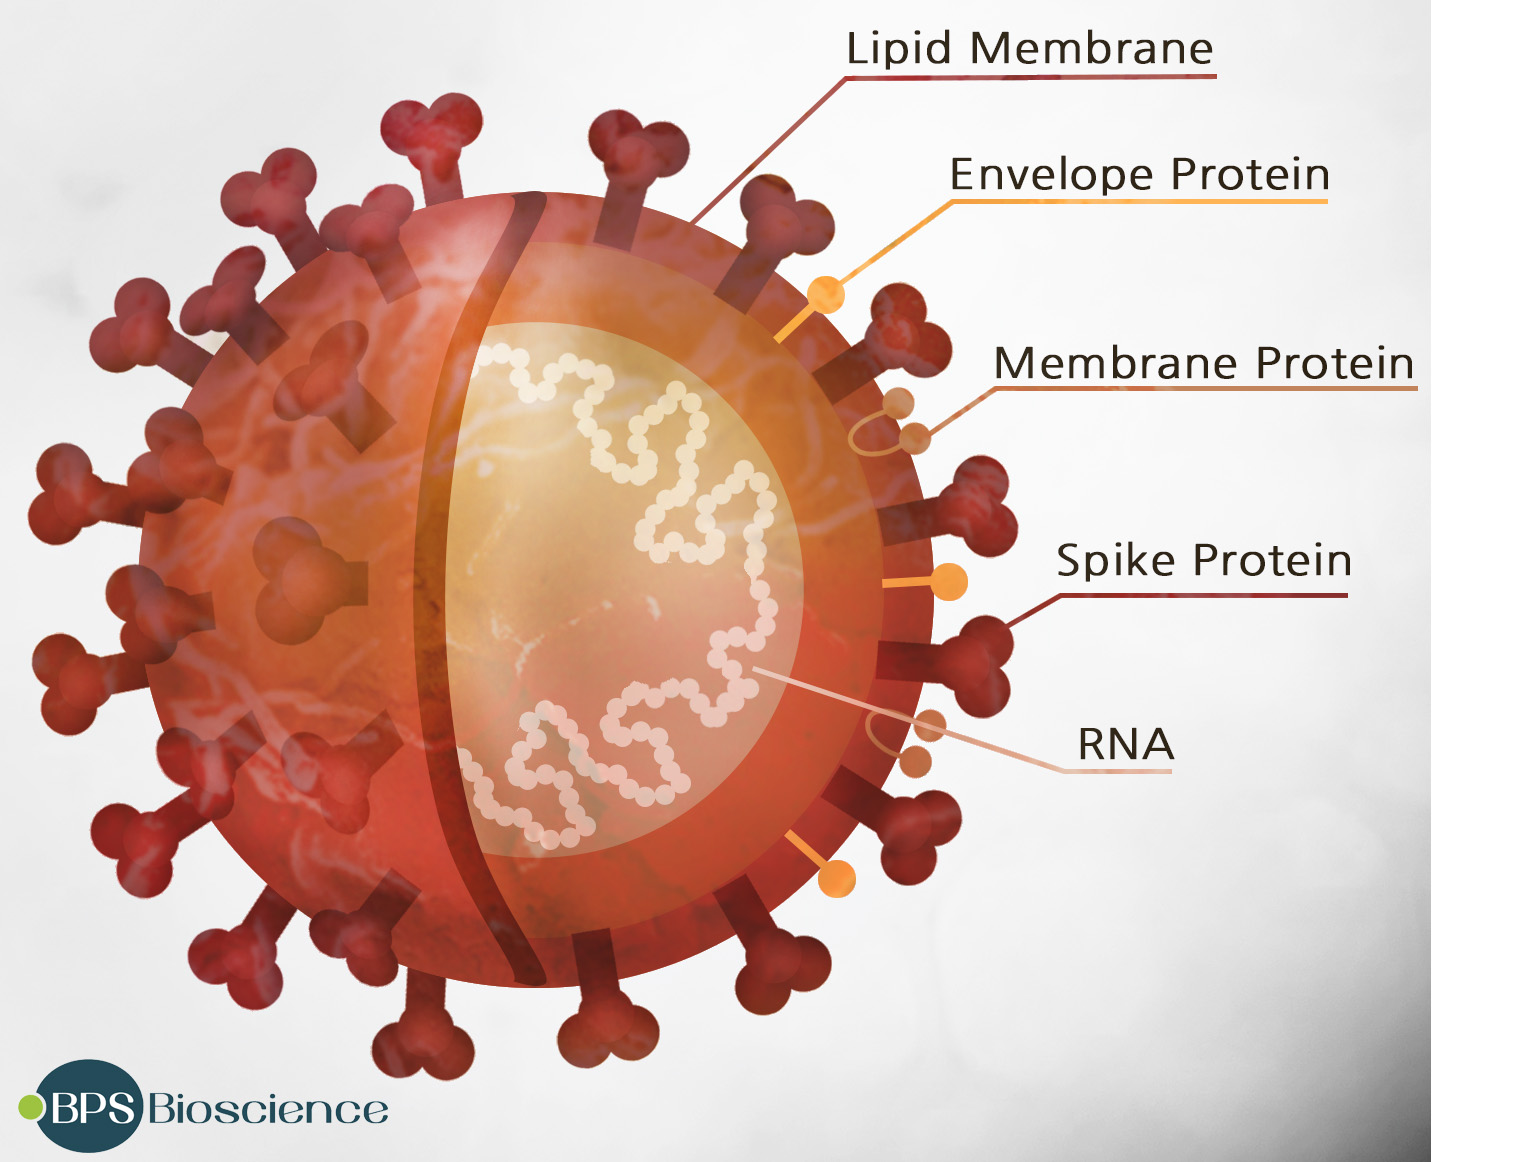 Lipid Membrane
Envelope Protein
Membrane Protein
Spike Protein
RNA
BPS Bioscience